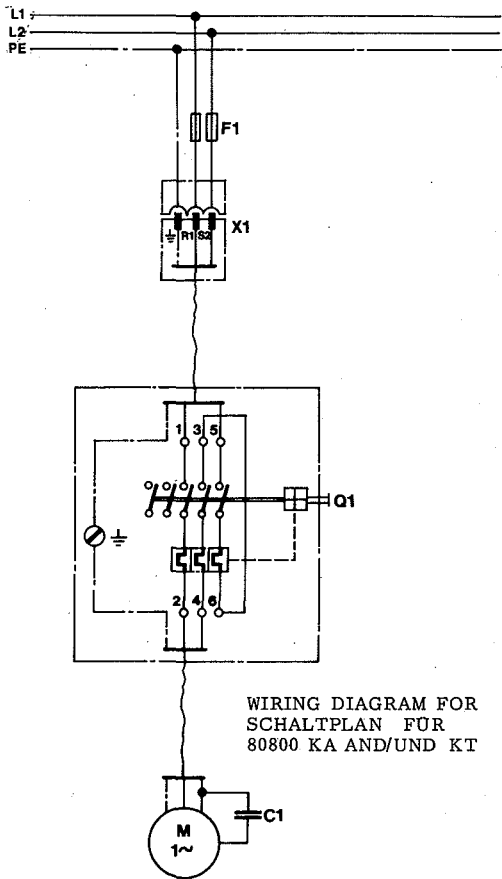 L1
L2
PE
F1
X1
R1 S2
1 3 5
Q1
2 4 6
WIRING DIAGRAM FOR
SCHALTPLAN FÜR
80800 KA AND/UND KT
C1
M
1~